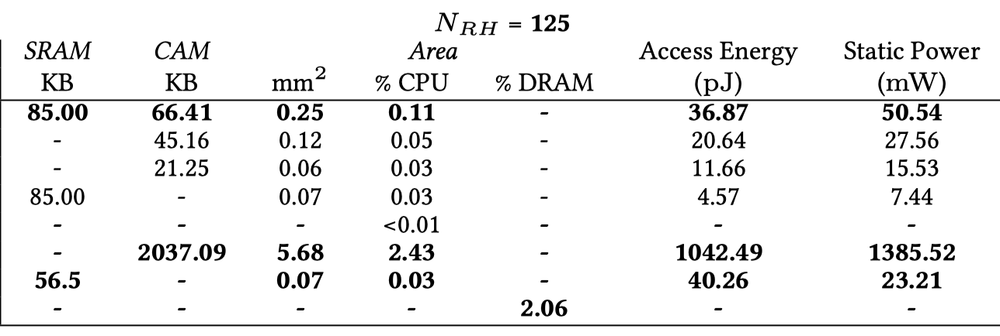 N_RH = 125
SRAM CAM Area Access Energy Static Power
KB KB mm² % CPU % DRAM (pJ) (mW)
85.00 66.41 0.25 0.11 - 36.87 50.54
- 45.16 0.12 0.05 - 20.64 27.56
- 21.25 0.06 0.03 - 11.66 15.53
85.00 - 0.07 0.03 - 4.57 7.44
- - - <0.01 - - -
- 2037.09 5.68 2.43 - 1042.49 1385.52
56.5 - 0.07 0.03 - 40.26 23.21
- - - - 2.06 - -